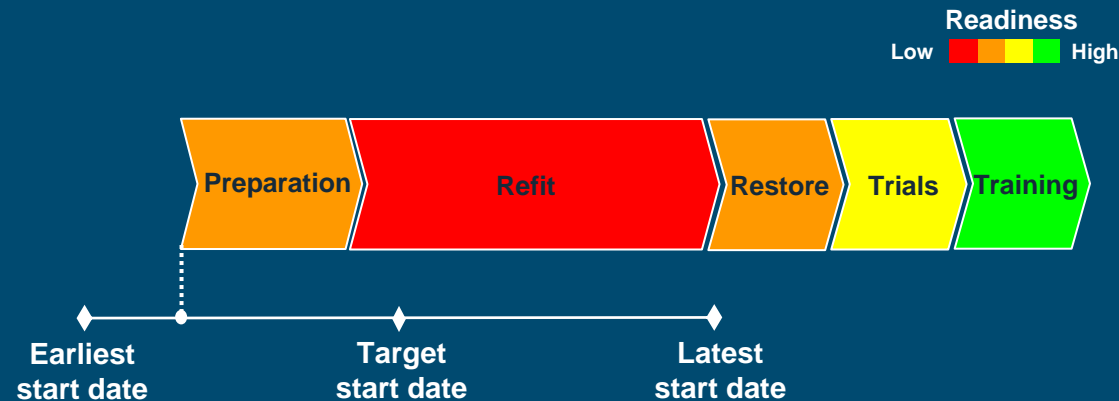 Readiness
Low High
Preparation Refit Restore Trials Training
Earliest Target Latest
start date start date start date